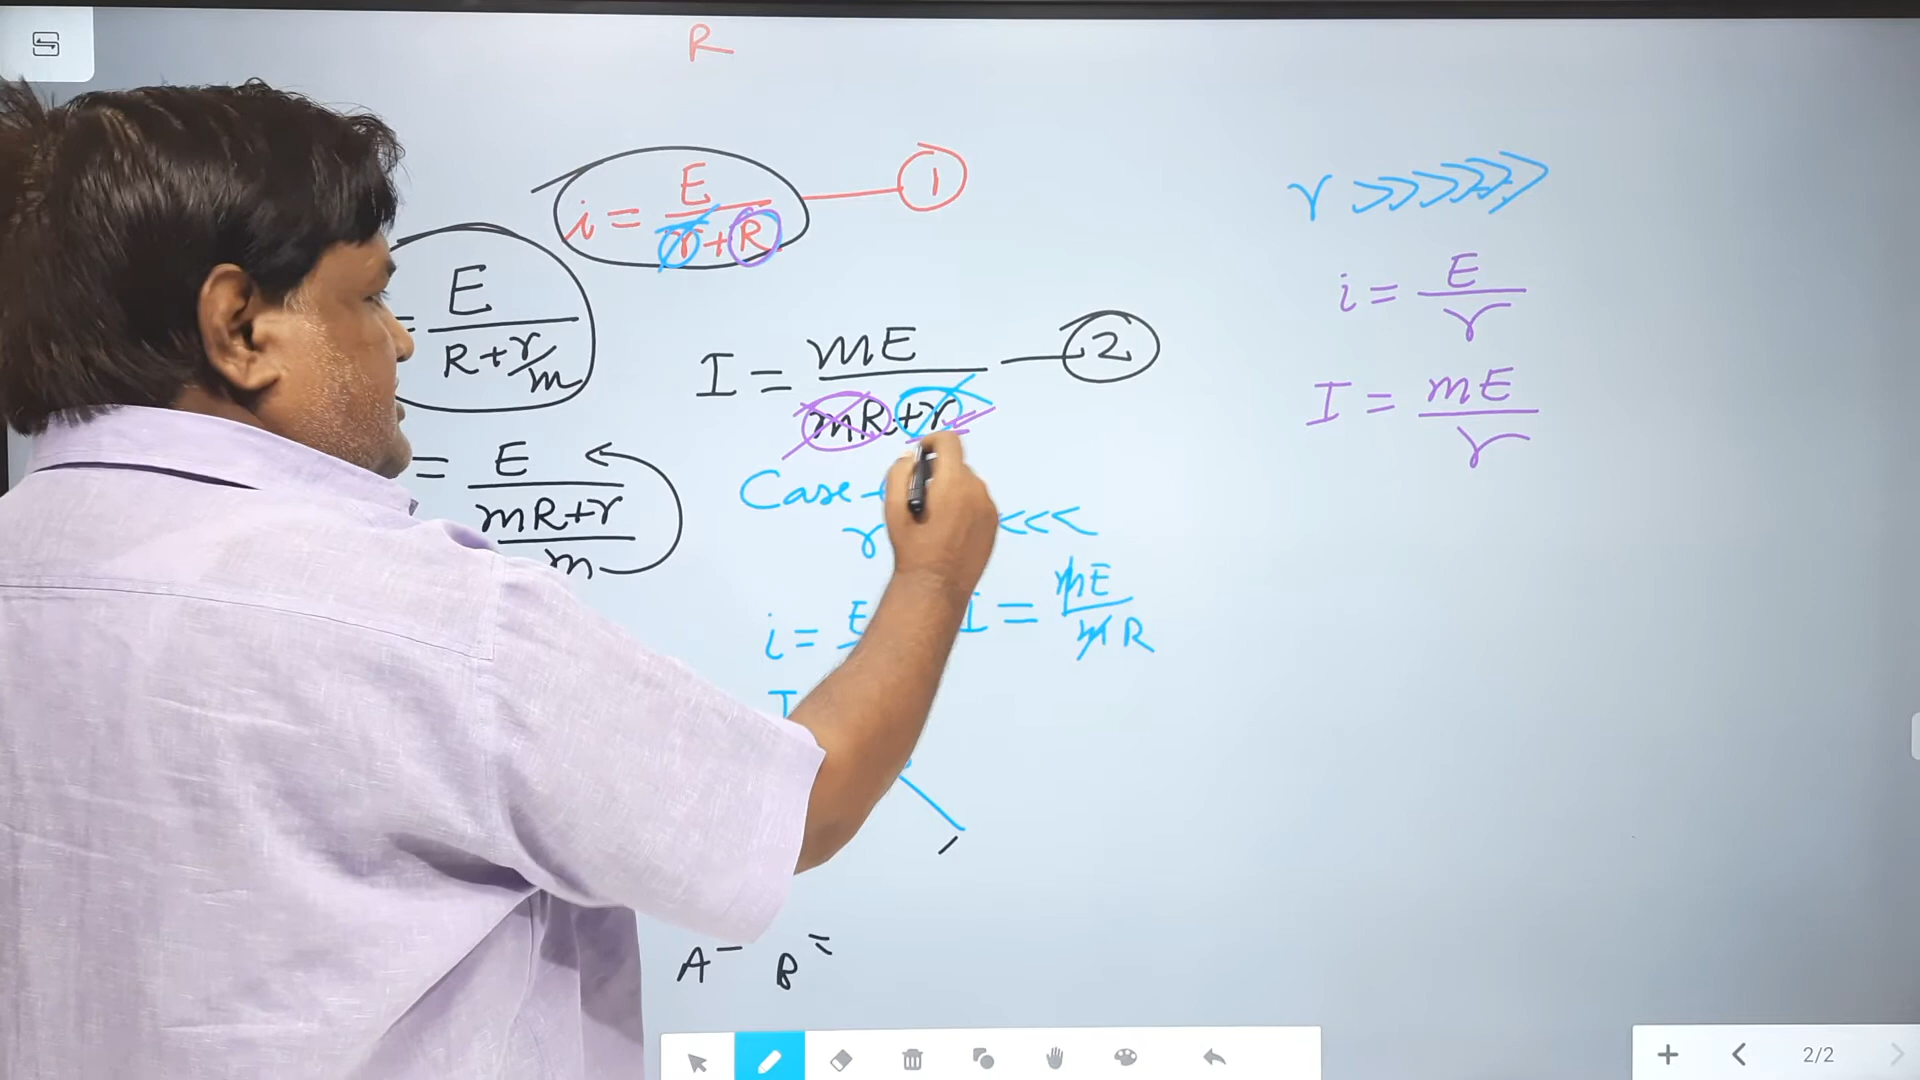 R
i = E/(r+R) — 1
= E/(R+r/m)
I = mE/(mR+r) — 2
= E/((mR+r)/m)
Case-
r <<<
i = E
I = mE/mR
I
A⁻ B⁼
r >>>>>>
i = E/r
I = mE/r
2/2